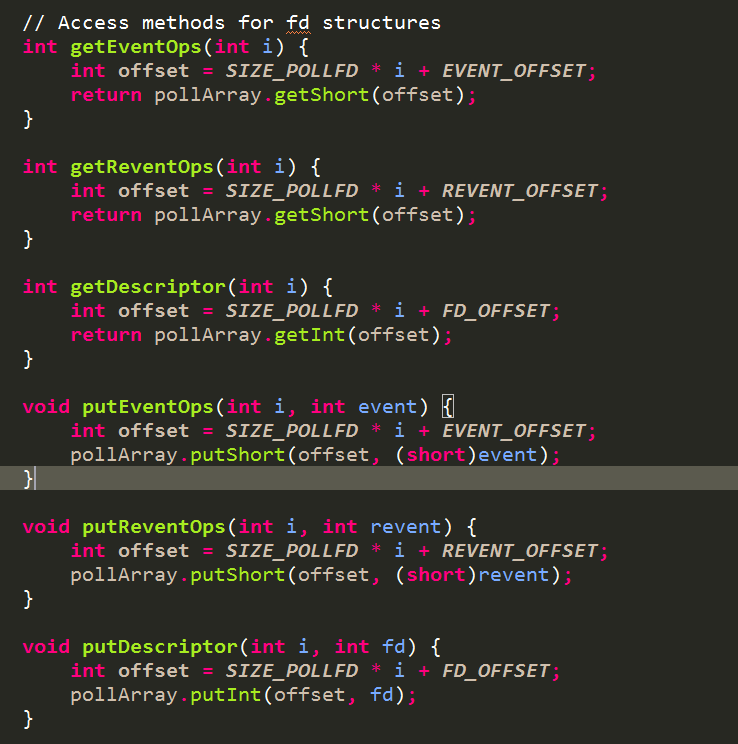 // Access methods for fd structures
int getEventOps(int i) {
    int offset = SIZE_POLLFD * i + EVENT_OFFSET;
    return pollArray.getShort(offset);
}

int getReventOps(int i) {
    int offset = SIZE_POLLFD * i + REVENT_OFFSET;
    return pollArray.getShort(offset);
}

int getDescriptor(int i) {
    int offset = SIZE_POLLFD * i + FD_OFFSET;
    return pollArray.getInt(offset);
}

void putEventOps(int i, int event) {
    int offset = SIZE_POLLFD * i + EVENT_OFFSET;
    pollArray.putShort(offset, (short)event);
}

void putReventOps(int i, int revent) {
    int offset = SIZE_POLLFD * i + REVENT_OFFSET;
    pollArray.putShort(offset, (short)revent);
}

void putDescriptor(int i, int fd) {
    int offset = SIZE_POLLFD * i + FD_OFFSET;
    pollArray.putInt(offset, fd);
}